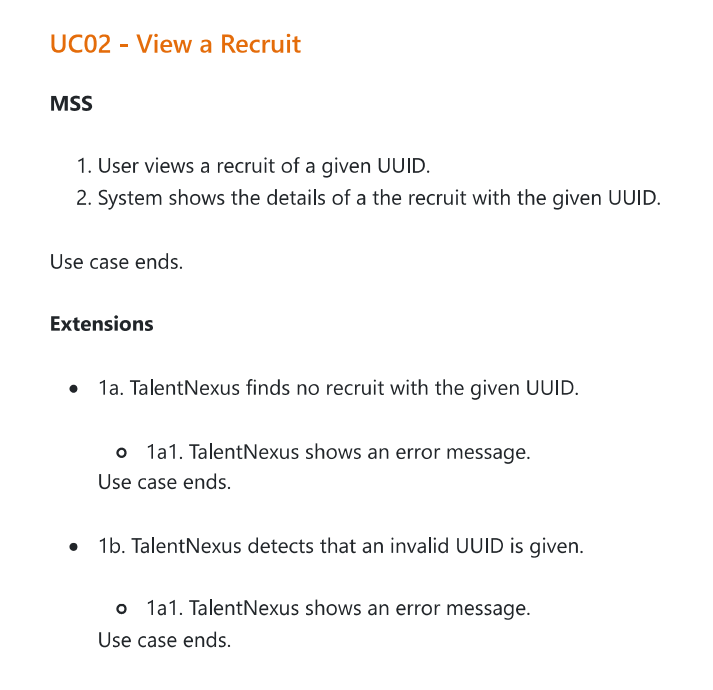 UC02 - View a Recruit
MSS
1. User views a recruit of a given UUID.
2. System shows the details of a the recruit with the given UUID.
Use case ends.
Extensions
• 1a. TalentNexus finds no recruit with the given UUID.
○ 1a1. TalentNexus shows an error message.
Use case ends.
• 1b. TalentNexus detects that an invalid UUID is given.
○ 1a1. TalentNexus shows an error message.
Use case ends.